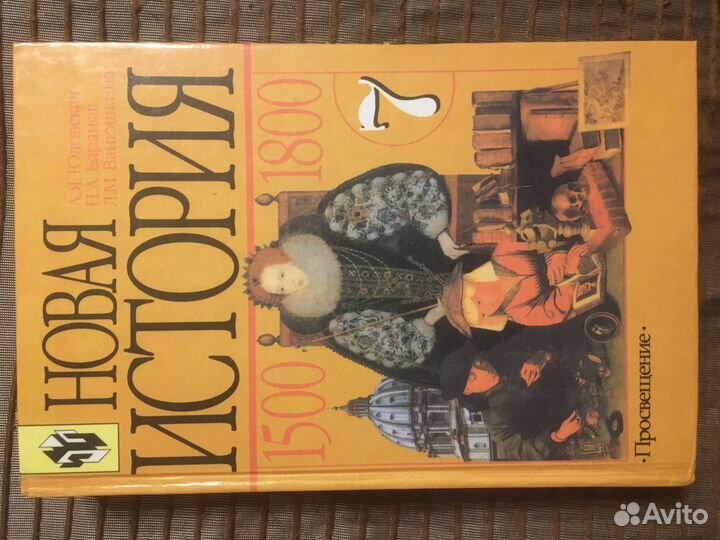 А.Я. Юдовская
П.А. Баранов
Л.М. Ванюшкина
НОВАЯ
ИСТОРИЯ
1500 1800
7
•Просвещение•
Avito